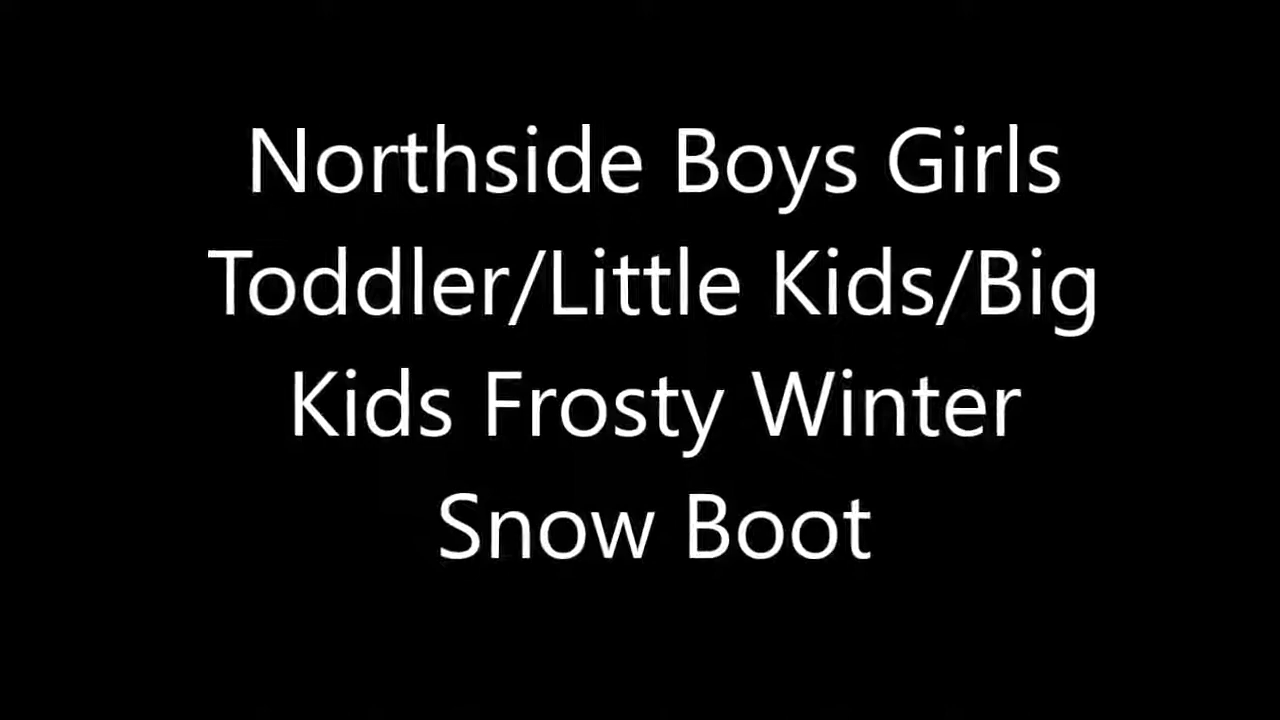 Northside Boys Girls
Toddler/Little Kids/Big
Kids Frosty Winter
Snow Boot